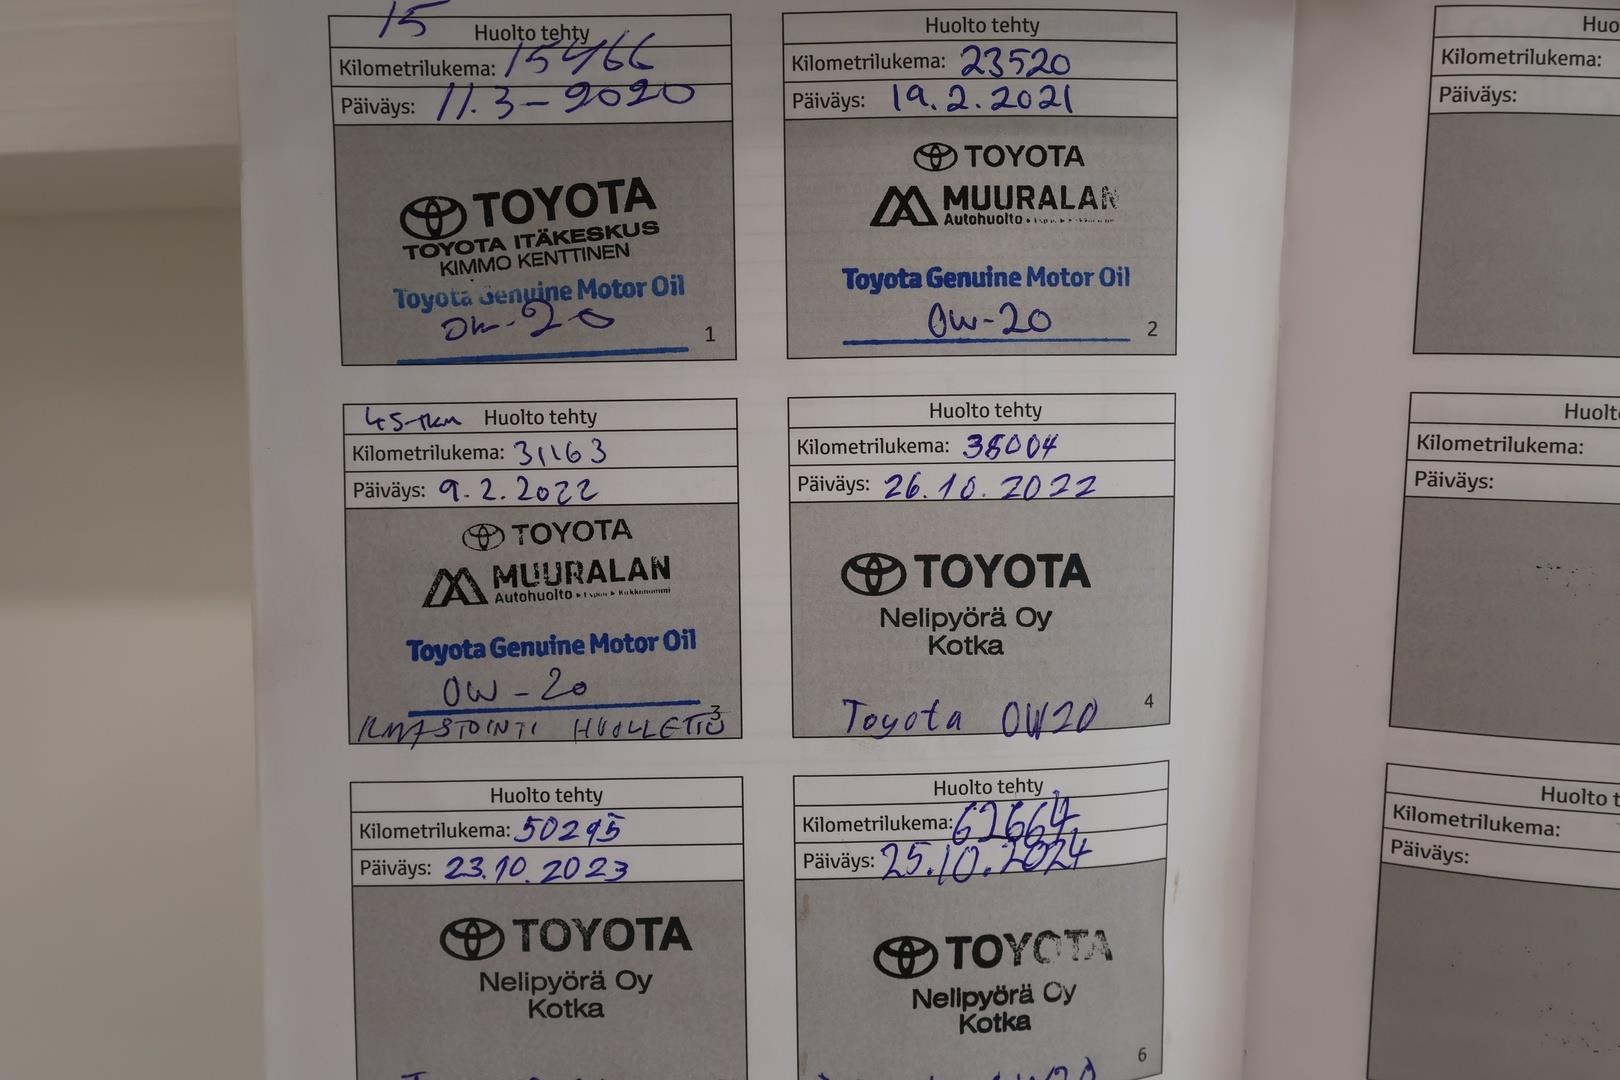 15 Huolto tehty
Kilometrilukema: 15466
Päiväys: 11.3-2020
TOYOTA
TOYOTA ITÄKESKUS
KIMMO KENTTINEN
Toyota Genuine Motor Oil
0W-20
1
Huolto tehty
Kilometrilukema: 23520
Päiväys: 19.2.2021
TOYOTA
MUURALAN
Autohuolto
Toyota Genuine Motor Oil
0W-20
2
45-tkm Huolto tehty
Kilometrilukema: 31163
Päiväys: 9.2.2022
TOYOTA
MUURALAN
Autohuolto
Toyota Genuine Motor Oil
0W-20
3
ILMASTOINTI HUOLLETTU
Huolto tehty
Kilometrilukema: 38004
Päiväys: 26.10.2022
TOYOTA
Nelipyörä Oy
Kotka
Toyota 0W20
4
Huolto tehty
Kilometrilukema: 50295
Päiväys: 23.10.2023
TOYOTA
Nelipyörä Oy
Kotka
Huolto tehty
Kilometrilukema: 62664
Päiväys: 25.10.2024
TOYOTA
Nelipyörä Oy
Kotka
6
0W20
Huo
Kilometrilukema:
Päiväys:
Huolt
Kilometrilukema:
Päiväys:
Huolto t
Kilometrilukema:
Päiväys: